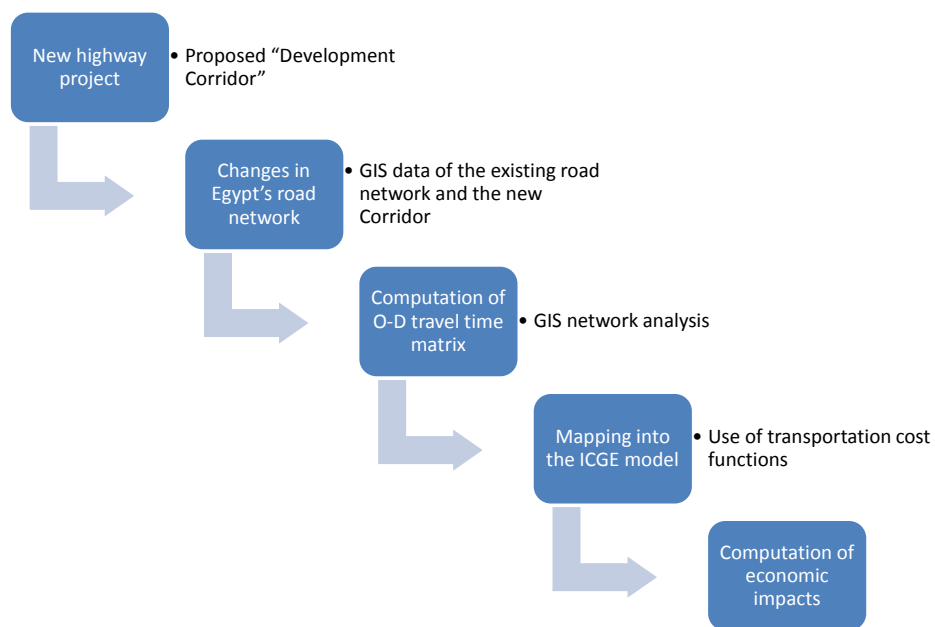 New highway
project
• Proposed “Development
Corridor”
Changes in
Egypt’s road
network
• GIS data of the existing road
network and the new
Corridor
Computation of
O-D travel time
matrix
• GIS network analysis
Mapping into
the ICGE model
• Use of transportation cost
functions
Computation of
economic
impacts